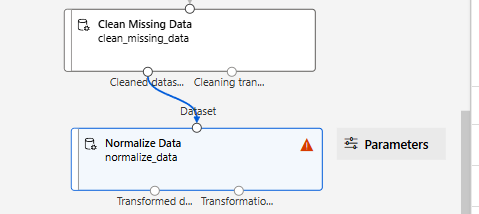 Clean Missing Data
clean_missing_data
Cleaned datas... Cleaning tran...
Dataset
Normalize Data
normalize_data
Parameters
Transformed d... Transformatio...